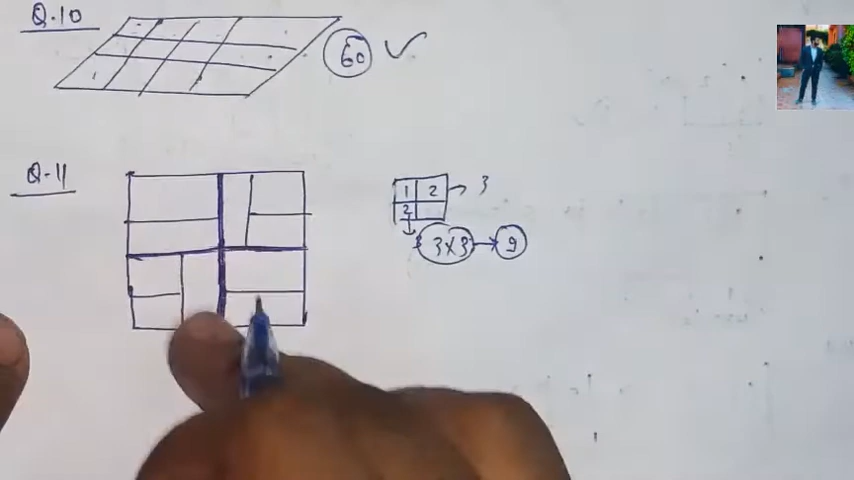 Q.10
60
Q-11
1 2 → 3
2
3x3 → 9